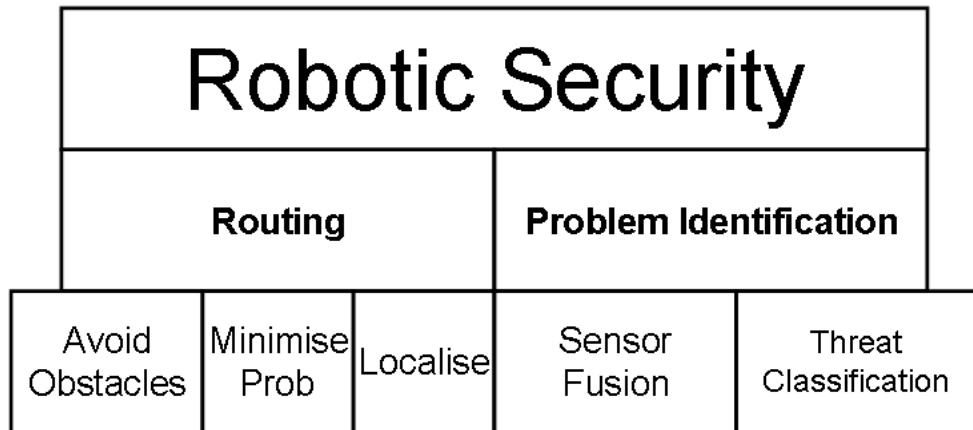 Robotic Security
Routing
Problem Identification
Avoid
Obstacles
Minimise
Prob
Localise
Sensor
Fusion
Threat
Classification